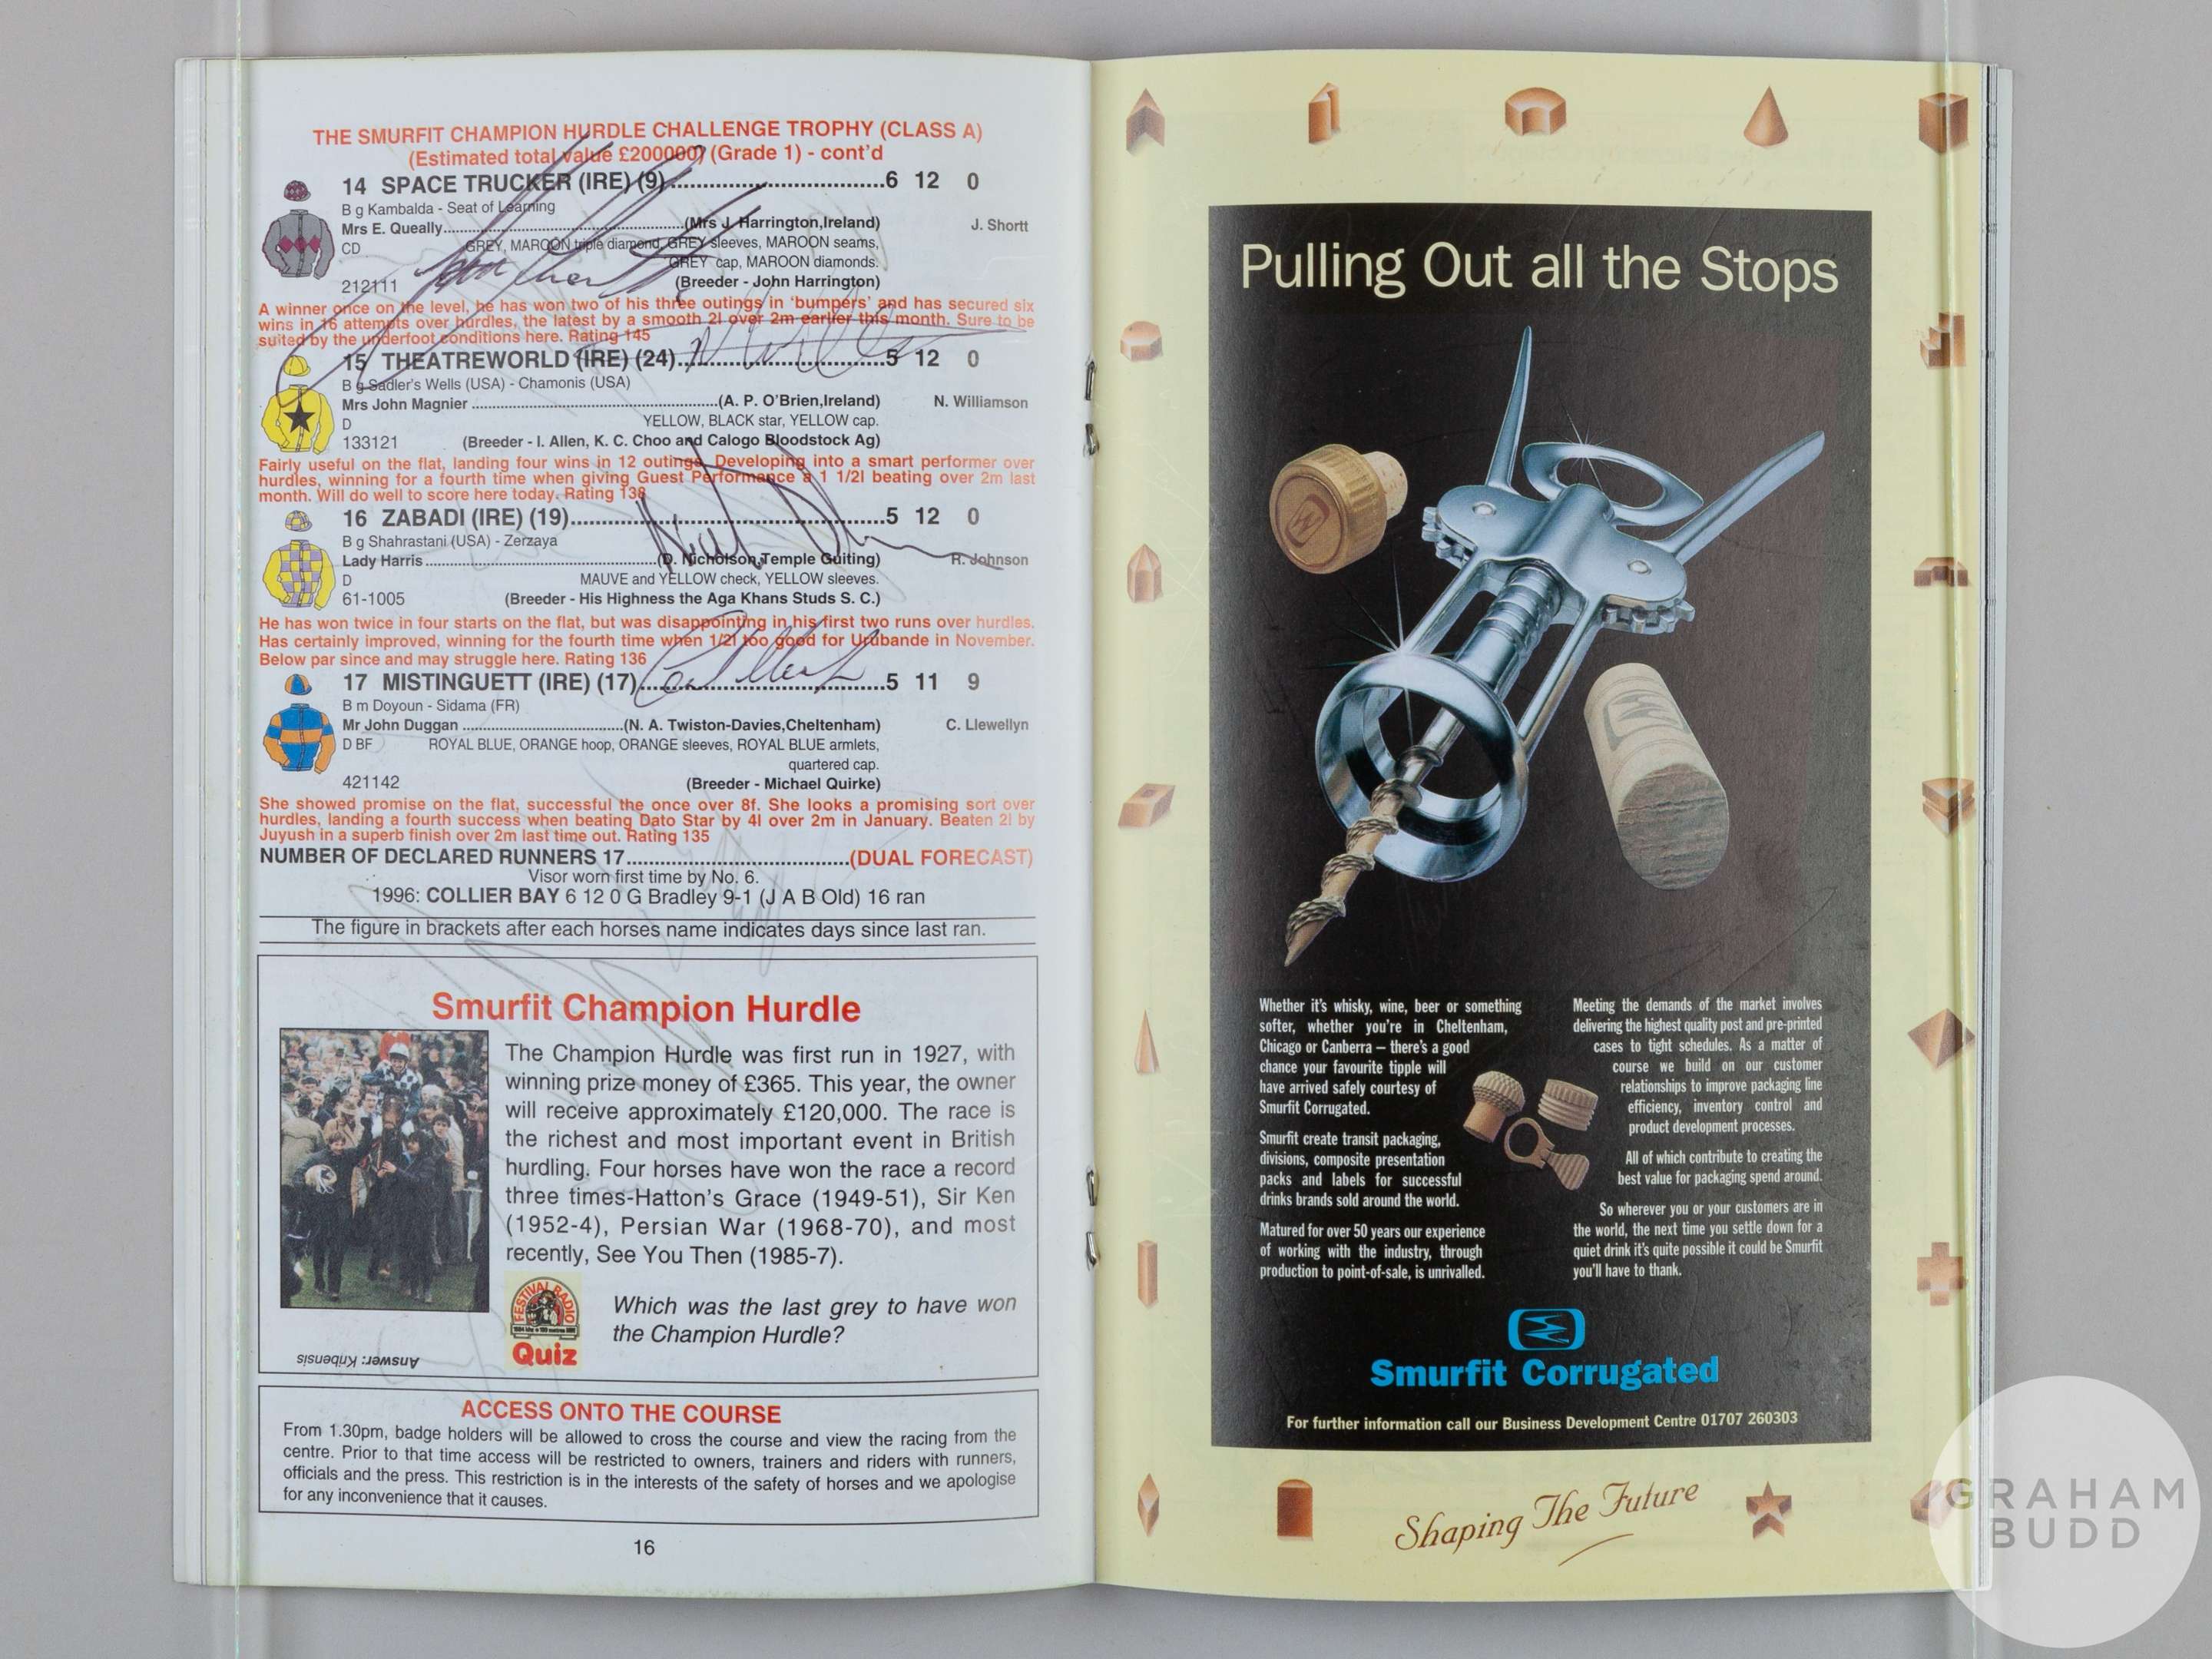 THE SMURFIT CHAMPION HURDLE CHALLENGE TROPHY (CLASS A)
(Estimated total value £200000) (Grade 1) - cont'd
14 SPACE TRUCKER (IRE) (9)..................................6 12 0
B g Kambalda - Seat of Learning
Mrs E. Queally..................................(Mrs J. Harrington,Ireland) J. Shortt
CD GREY, MAROON triple diamond, GREY sleeves, MAROON seams,
GREY cap, MAROON diamonds.
212111 (Breeder - John Harrington)
A winner once on the level, he has won two of his three outings in 'bumpers' and has secured six
wins in 16 attempts over hurdles, the latest by a smooth 2l over 2m earlier this month. Sure to be
suited by the underfoot conditions here. Rating 145
15 THEATREWORLD (IRE) (24)..................................5 12 0
B g Sadler's Wells (USA) - Chamonis (USA)
Mrs John Magnier ..................................(A. P. O'Brien,Ireland) N. Williamson
D YELLOW, BLACK star, YELLOW cap.
133121 (Breeder - I. Allen, K. C. Choo and Calogo Bloodstock Ag)
Fairly useful on the flat, landing four wins in 12 outings. Developing into a smart performer over
hurdles, winning for a fourth time when giving Guest Performance a 1 1/2l beating over 2m last
month. Will do well to score here today. Rating 138
16 ZABADI (IRE) (19)..................................5 12 0
B g Shahrastani (USA) - Zerzaya
Lady Harris..................................(D. Nicholson,Temple Guiting) R. Johnson
D MAUVE and YELLOW check, YELLOW sleeves.
61-1005 (Breeder - His Highness the Aga Khans Studs S. C.)
He has won twice in four starts on the flat, but was disappointing in his first two runs over hurdles.
Has certainly improved, winning for the fourth time when 1/2l too good for Urubande in November.
Below par since and may struggle here. Rating 136
17 MISTINGUETT (IRE) (17)..................................5 11 9
B m Doyoun - Sidama (FR)
Mr John Duggan ..................................(N. A. Twiston-Davies,Cheltenham) C. Llewellyn
D BF ROYAL BLUE, ORANGE hoop, ORANGE sleeves, ROYAL BLUE armlets,
quartered cap.
421142 (Breeder - Michael Quirke)
She showed promise on the flat, successful the once over 8f. She looks a promising sort over
hurdles, landing a fourth success when beating Dato Star by 4l over 2m in January. Beaten 2l by
Juyush in a superb finish over 2m last time out. Rating 135
NUMBER OF DECLARED RUNNERS 17..................................(DUAL FORECAST)
Visor worn first time by No. 6.
1996: COLLIER BAY 6 12 0 G Bradley 9-1 (J A B Old) 16 ran
The figure in brackets after each horses name indicates days since last ran.
Smurfit Champion Hurdle
The Champion Hurdle was first run in 1927, with
winning prize money of £365. This year, the owner
will receive approximately £120,000. The race is
the richest and most important event in British
hurdling. Four horses have won the race a record
three times-Hatton's Grace (1949-51), Sir Ken
(1952-4), Persian War (1968-70), and most
recently, See You Then (1985-7).
FESTIVAL RADIO
Quiz
Which was the last grey to have won
the Champion Hurdle?
Answer: Kribensis
ACCESS ONTO THE COURSE
From 1.30pm, badge holders will be allowed to cross the course and view the racing from the
centre. Prior to that time access will be restricted to owners, trainers and riders with runners,
officials and the press. This restriction is in the interests of the safety of horses and we apologise
for any inconvenience that it causes.
16
Pulling Out all the Stops
Whether it's whisky, wine, beer or something
softer, whether you're in Cheltenham,
Chicago or Canberra – there's a good
chance your favourite tipple will
have arrived safely courtesy of
Smurfit Corrugated.
Smurfit create transit packaging,
divisions, composite presentation
packs and labels for successful
drinks brands sold around the world.
Matured for over 50 years our experience
of working with the industry, through
production to point-of-sale, is unrivalled.
Meeting the demands of the market involves
delivering the highest quality post and pre-printed
cases to tight schedules. As a matter of
course we build on our customer
relationships to improve packaging line
efficiency, inventory control and
product development processes.
All of which contribute to creating the
best value for packaging spend around.
So wherever you or your customers are in
the world, the next time you settle down for a
quiet drink it's quite possible it could be Smurfit
you'll have to thank.
Smurfit Corrugated
For further information call our Business Development Centre 01707 260303
Shaping The Future
GRAHAM
BUDD